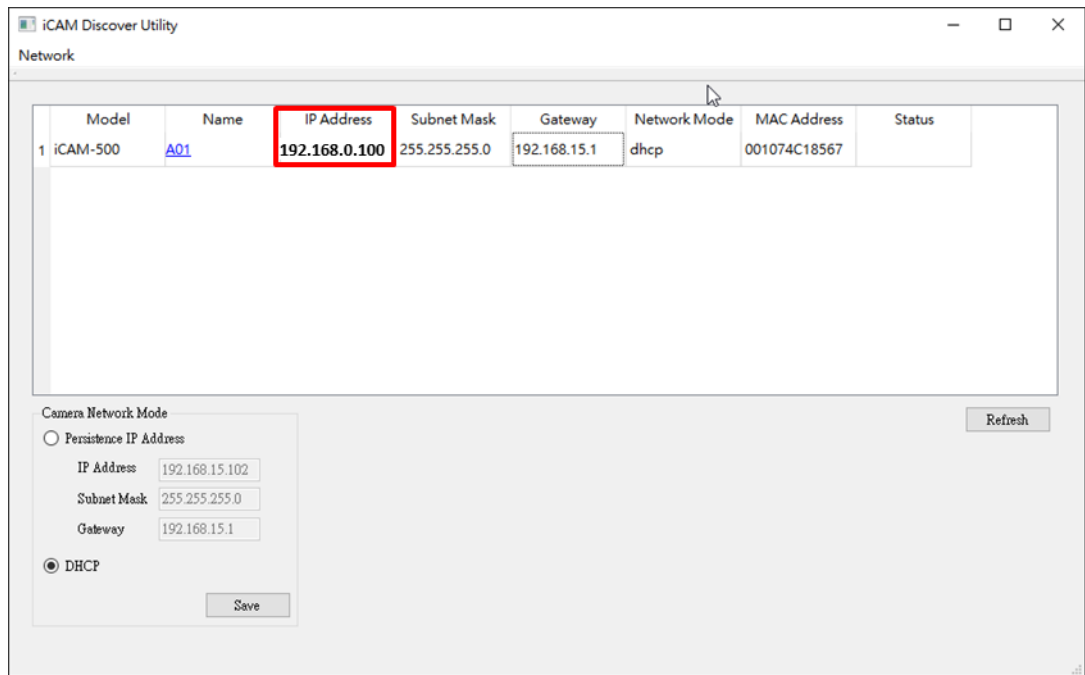 iCAM Discover Utility
Network
Model Name IP Address Subnet Mask Gateway Network Mode MAC Address Status
1 iCAM-500 A01 192.168.0.100 255.255.255.0 192.168.15.1 dhcp 001074C18567
Camera Network Mode
Refresh
Persistence IP Address
IP Address 192.168.15.102
Subnet Mask 255.255.255.0
Gateway 192.168.15.1
DHCP
Save